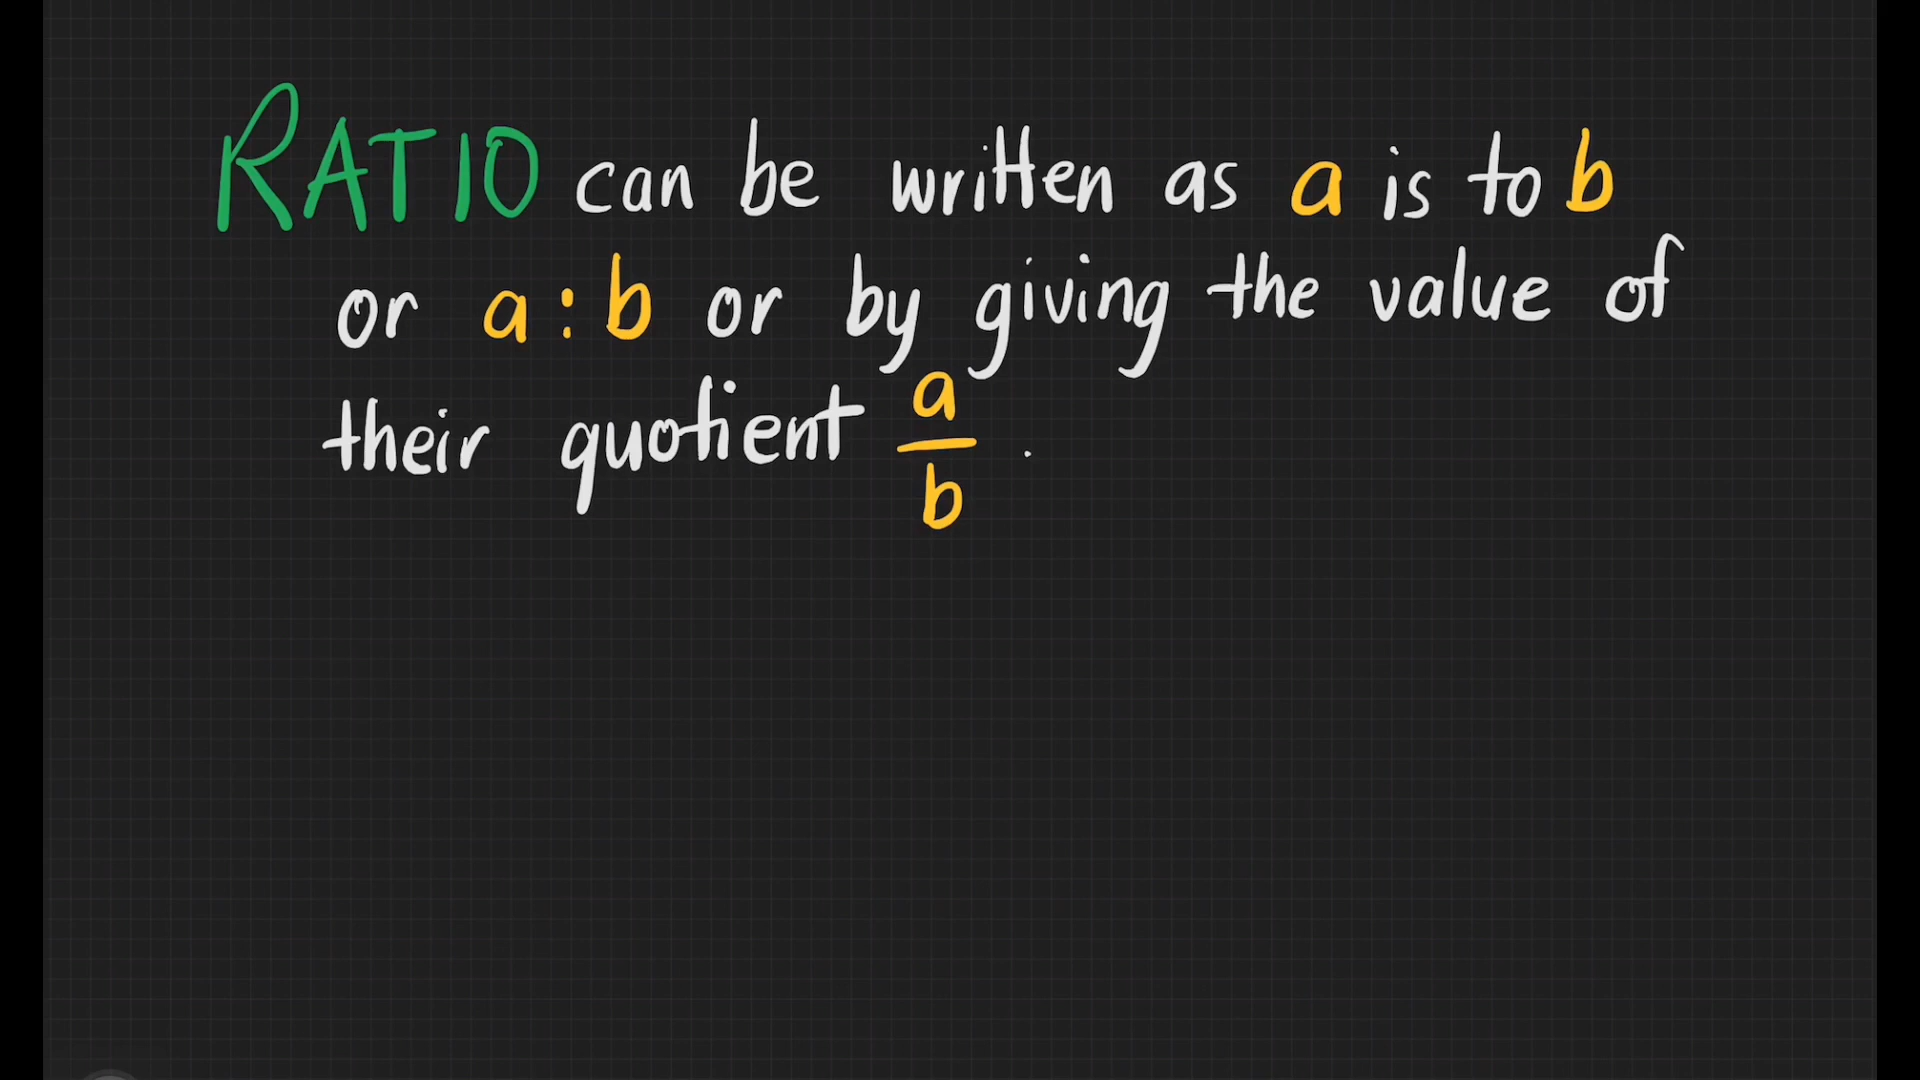 RATIO can be written as a is to b
or a : b or by giving the value of
their quotient a/b .